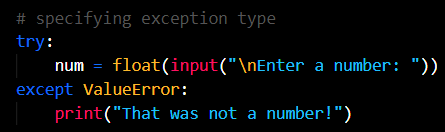 # specifying exception type
try:
    num = float(input("\nEnter a number: "))
except ValueError:
    print("That was not a number!")